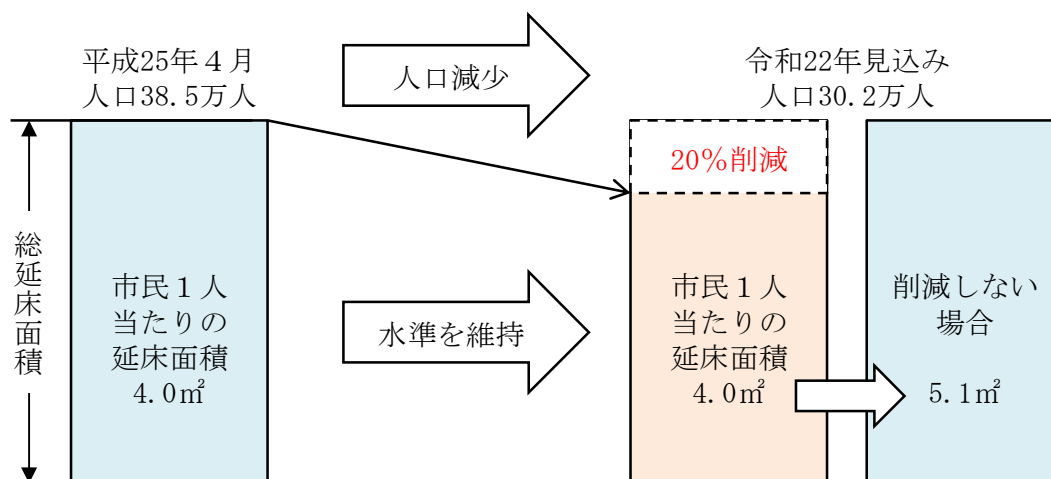 平成25年４月
人口38.5万人
人口減少
令和22年見込み
人口30.2万人
総延床面積
市民１人
当たりの
延床面積
4.0㎡
水準を維持
20％削減
市民１人
当たりの
延床面積
4.0㎡
削減しない
場合
5.1㎡